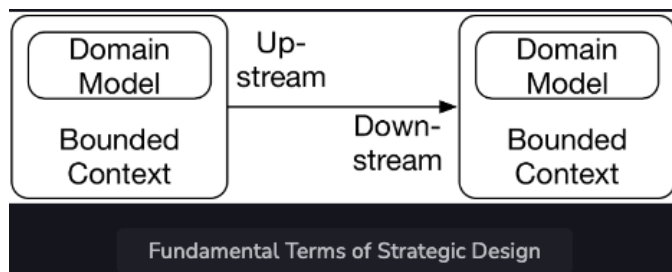 Domain
Model
Bounded
Context
Up-
stream
Down-
stream
Domain
Model
Bounded
Context
Fundamental Terms of Strategic Design